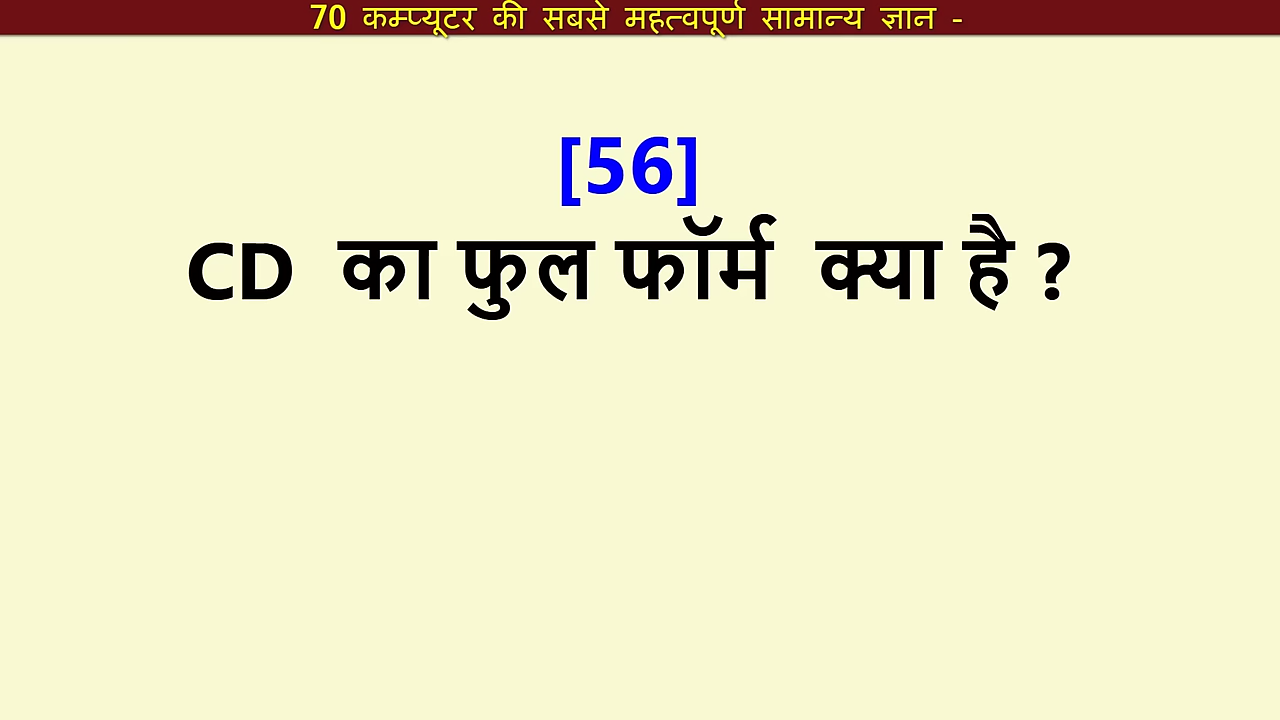 70 कम्प्यूटर की सबसे महत्वपूर्ण सामान्य ज्ञान -
[56]
CD का फुल फॉर्म क्या है ?